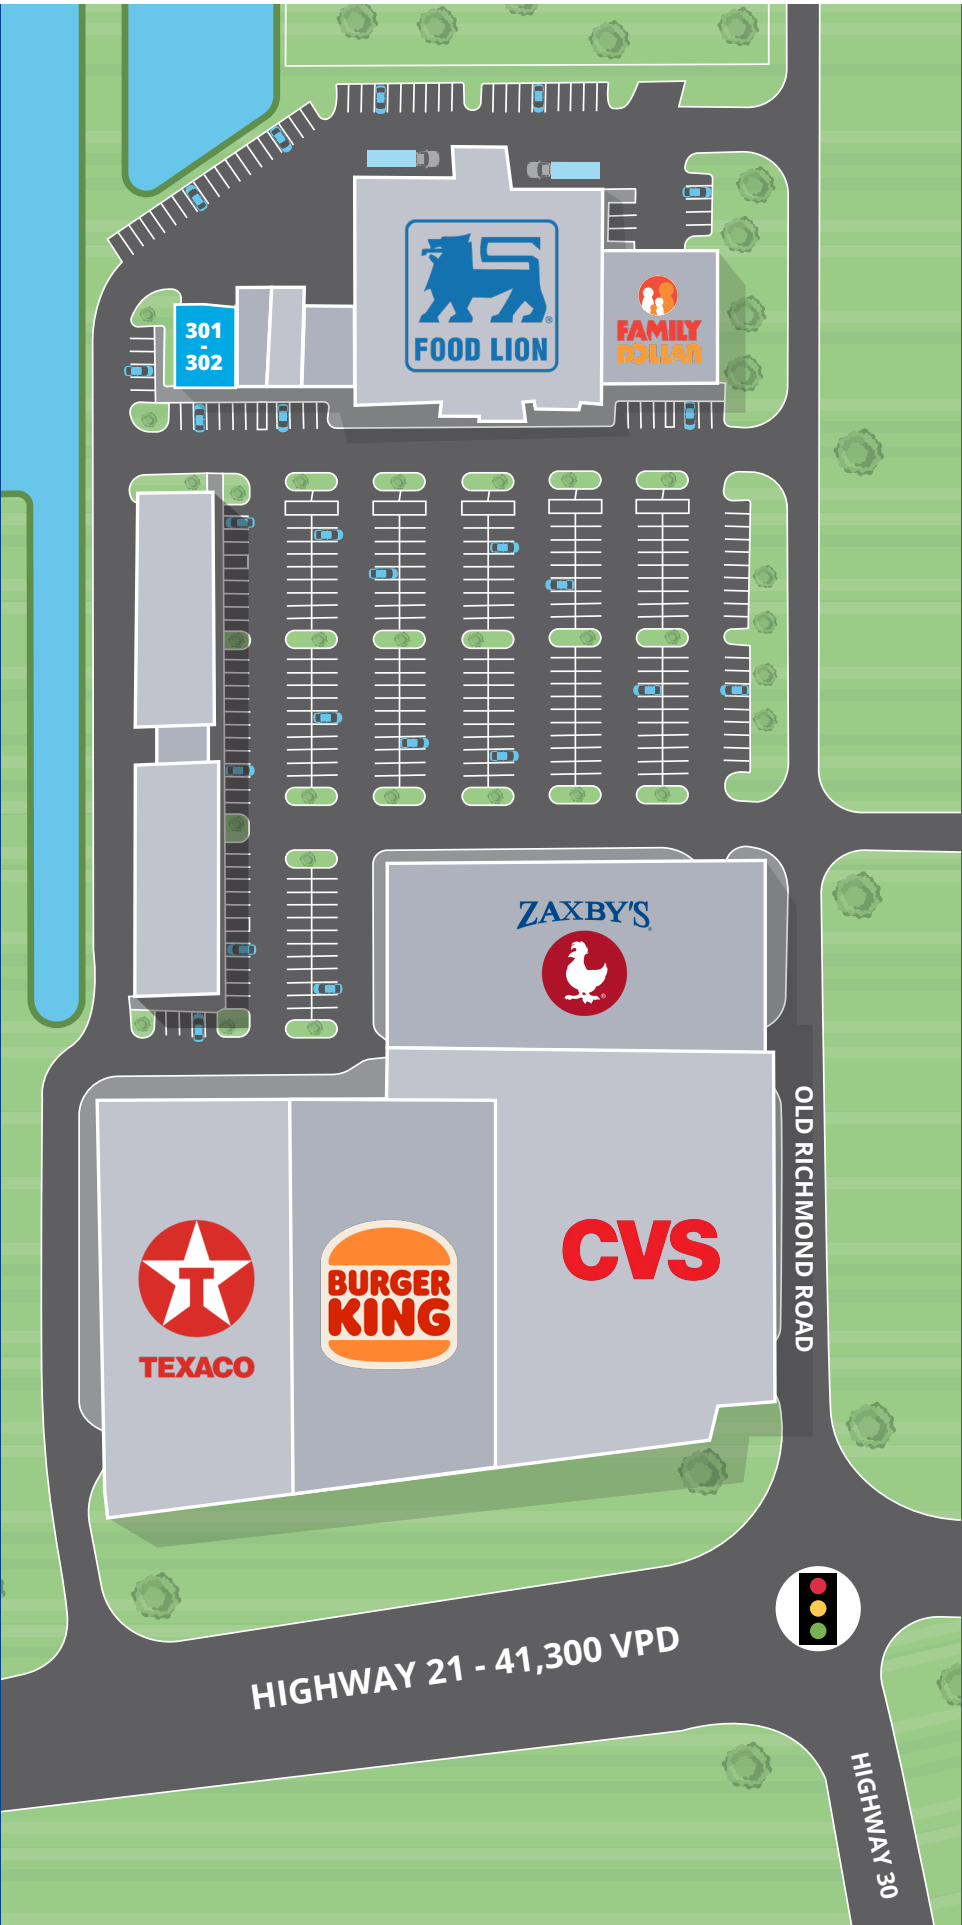 FOOD LION
FAMILY
DOLLAR
301
-
302
ZAXBY'S
OLD RICHMOND ROAD
CVS
BURGER
KING
T
TEXACO
HIGHWAY 21 - 41,300 VPD
HIGHWAY 30